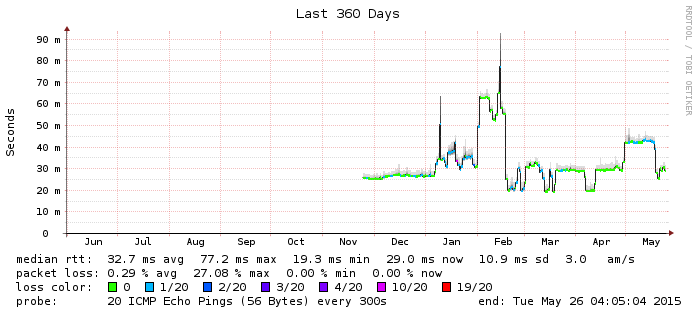 Last 360 Days
RRDTOOL / TOBI OETIKER
Seconds
90 m
80 m
70 m
60 m
50 m
40 m
30 m
20 m
10 m
0
Jun Jul Aug Sep Oct Nov Dec Jan Feb Mar Apr May
median rtt: 32.7 ms avg 77.2 ms max 19.3 ms min 29.0 ms now 10.9 ms sd 3.0 am/s
packet loss: 0.29 % avg 27.08 % max 0.00 % min 0.00 % now
loss color: 0 1/20 2/20 3/20 4/20 10/20 19/20
probe: 20 ICMP Echo Pings (56 Bytes) every 300s end: Tue May 26 04:05:04 2015